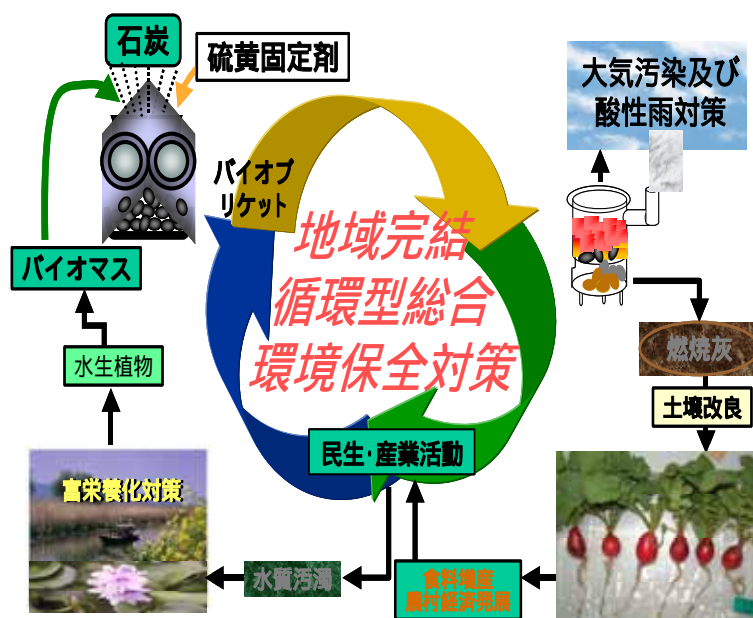 石炭
硫黄固定剤
大気汚染及び
酸性雨対策
バイオブ
リケット
地域完結
循環型総合
環境保全対策
バイオマス
水生植物
燃焼灰
土壌改良
民生・産業活動
富栄養化対策
水質汚濁
食料増産
農村経済発展